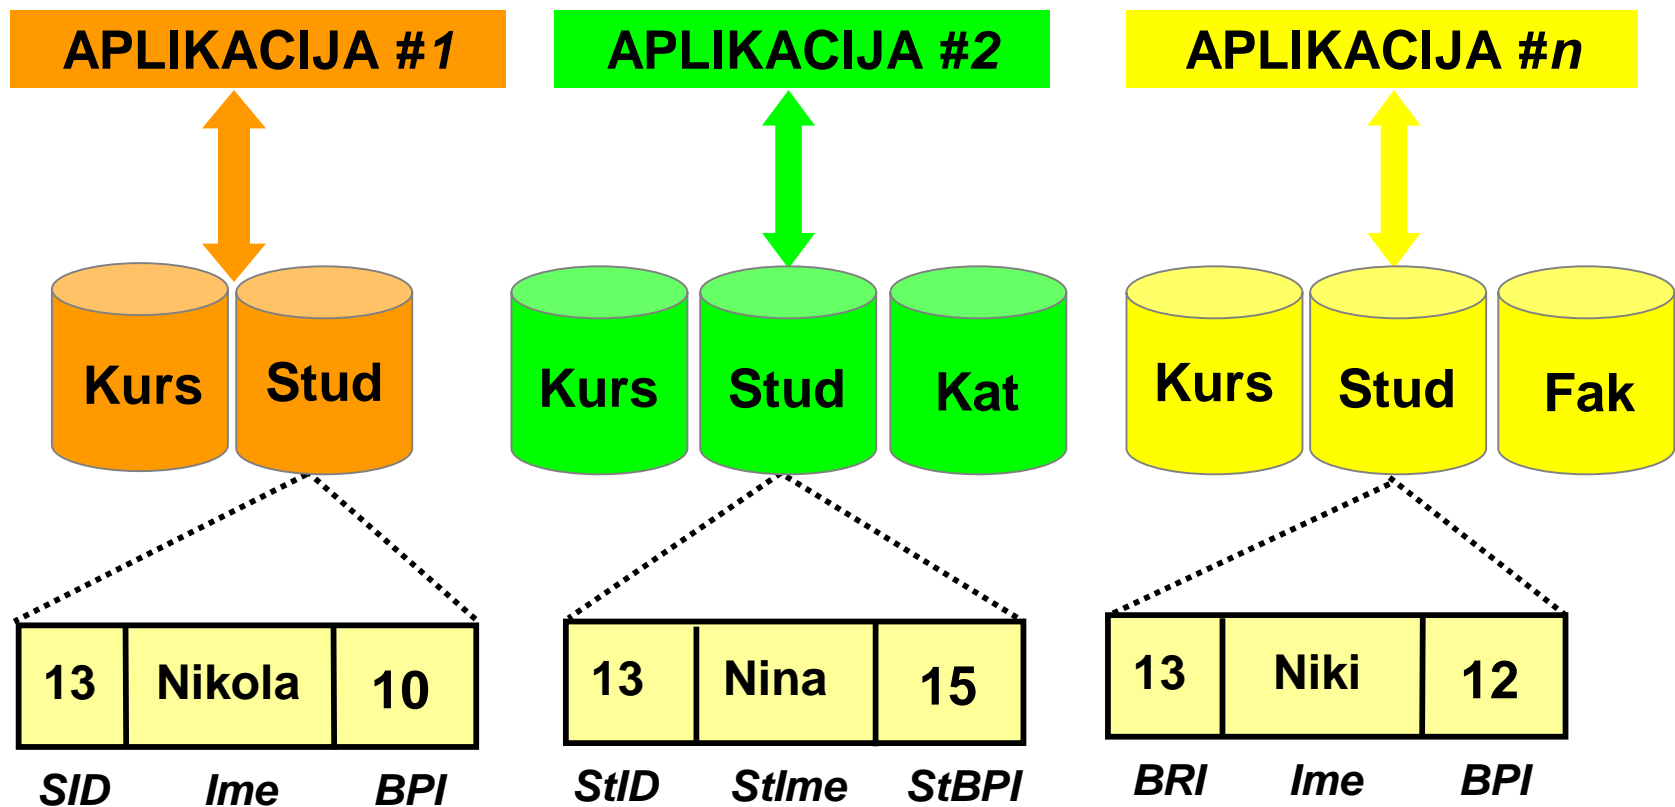 APLIKACIJA #1
APLIKACIJA #2
APLIKACIJA #n
Kurs
Stud
Kurs
Stud
Kat
Kurs
Stud
Fak
13 Nikola 10
13 Nina 15
13 Niki 12
SID Ime BPI
StID StIme StBPI
BRI Ime BPI